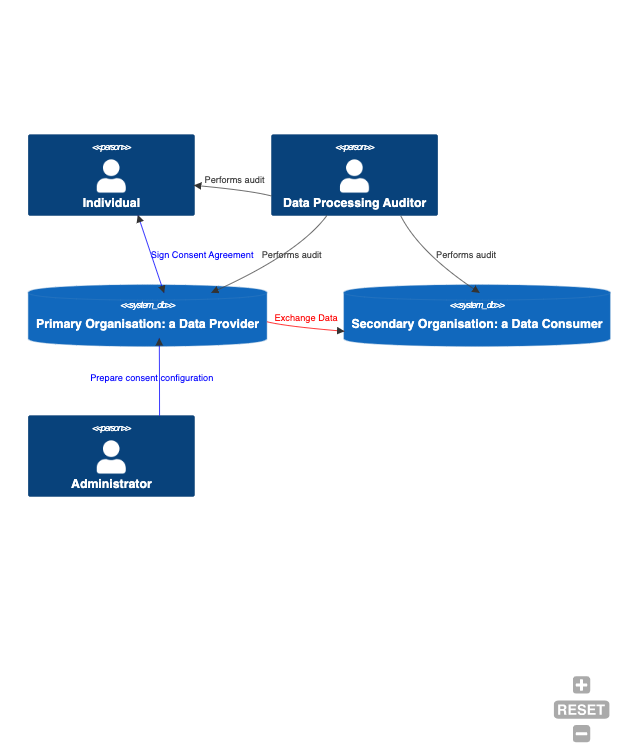 <<person>>
Individual
<<person>>
Data Processing Auditor
Performs audit
Sign Consent Agreement
Performs audit
Performs audit
<<system_db>>
Primary Organisation: a Data Provider
Exchange Data
<<system_db>>
Secondary Organisation: a Data Consumer
Prepare consent configuration
<<person>>
Administrator
RESET